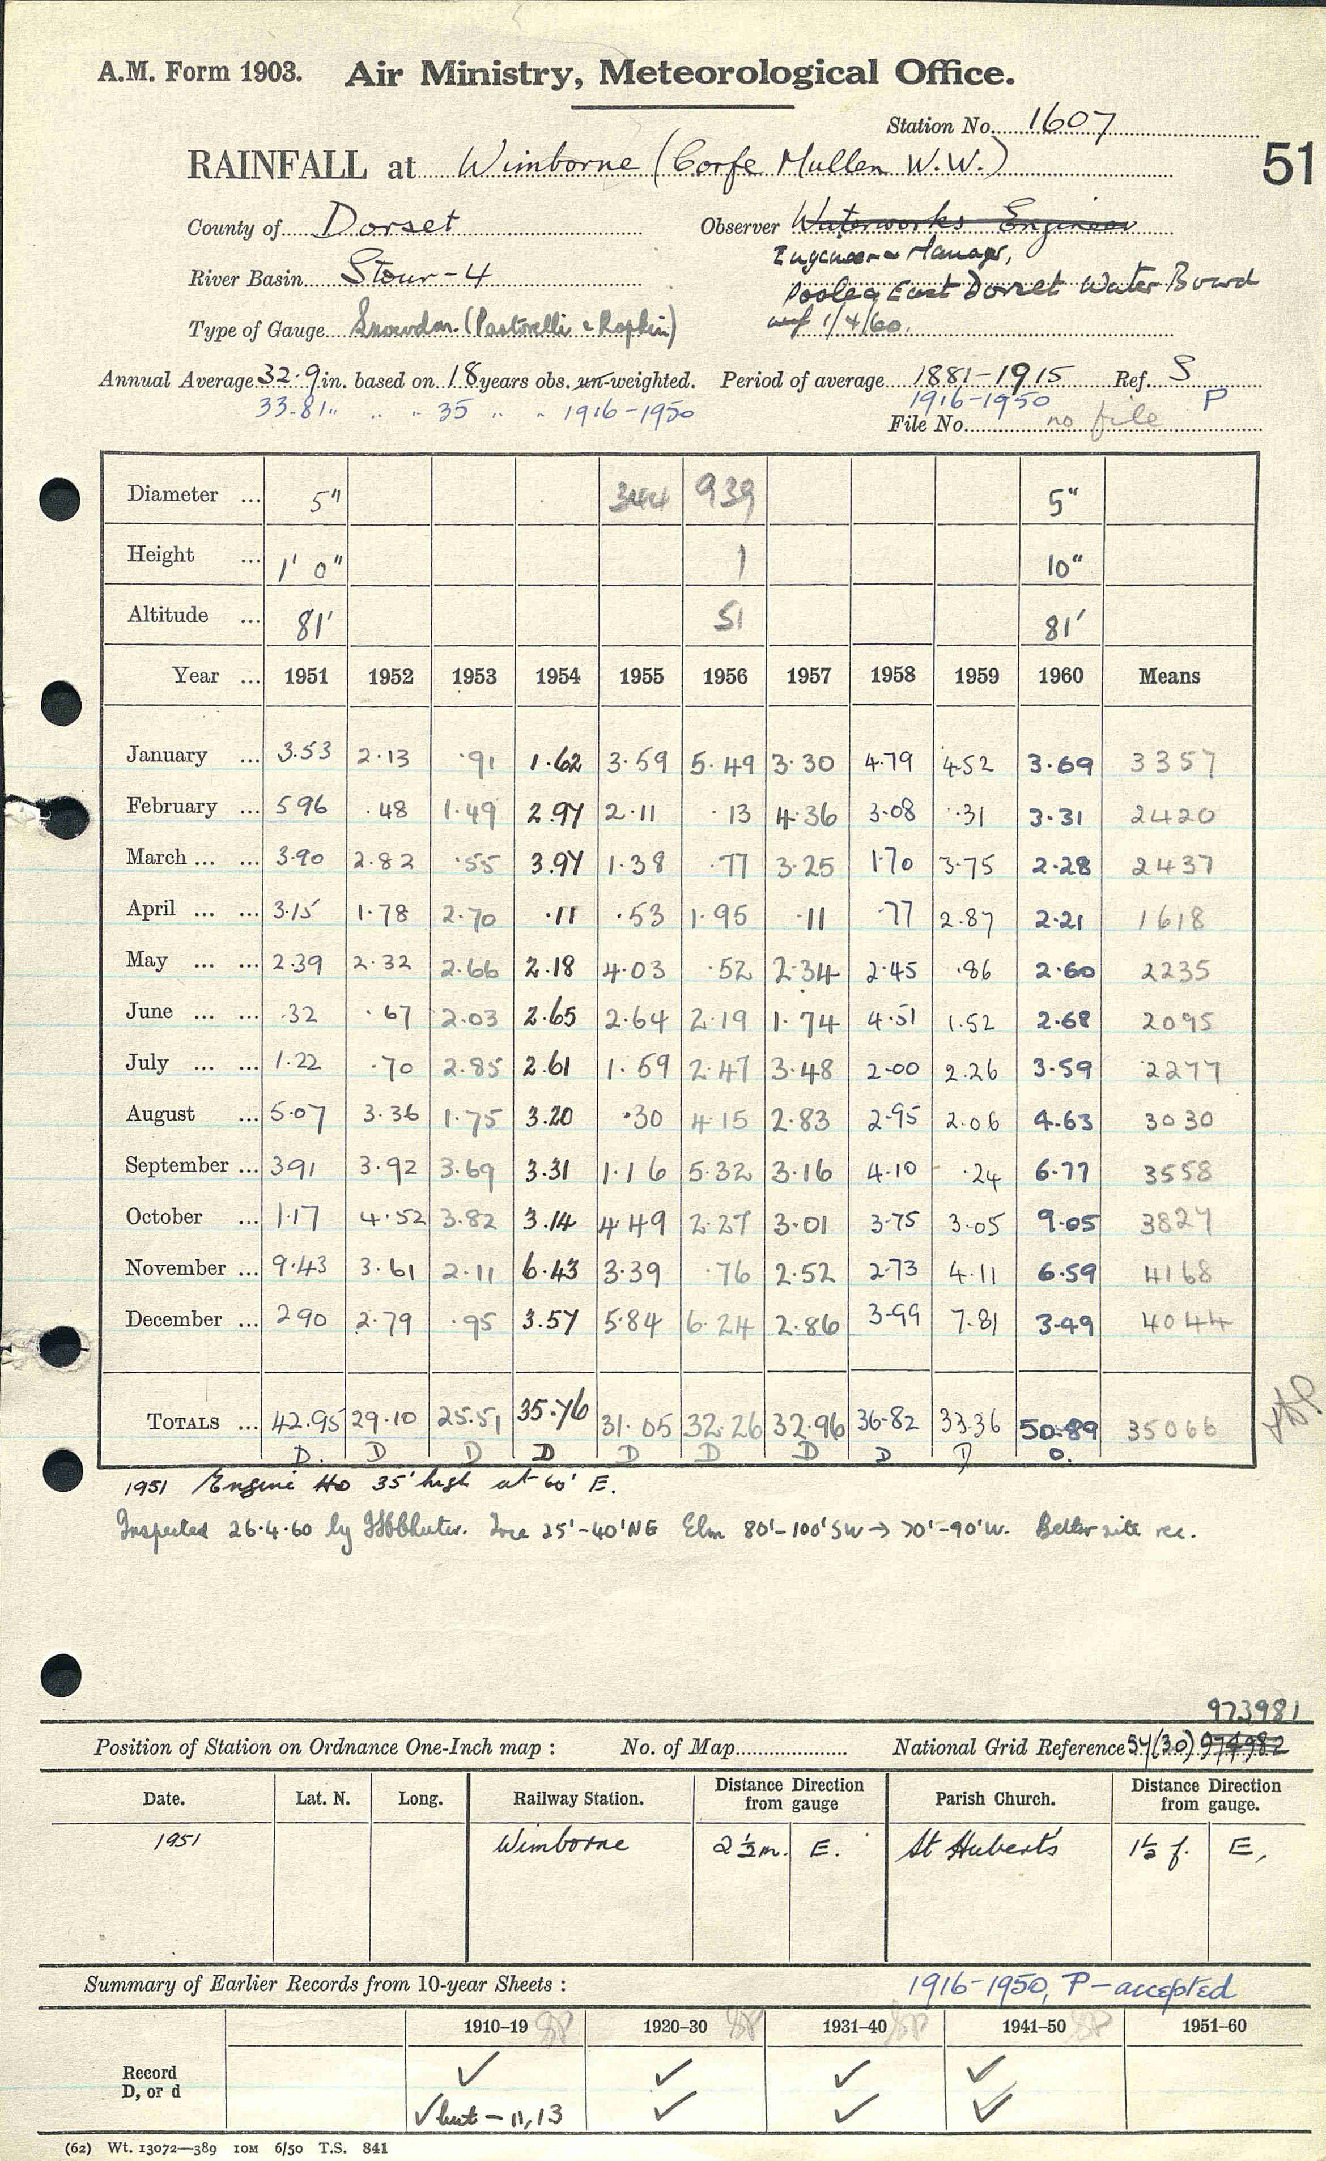 A.M. Form 1903. Air Ministry, Meteorological Office.
Station No. 1607
RAINFALL at Wimborne (Corfe Mullen W.W.)
51
County of Dorset Observer Waterworks Engineer
Engineer & Manager,
River Basin Stour-4
Poole & East Dorset Water Board
Type of Gauge Snowdon (Pastorelli & Rapkin) wef 1/4/60.
Annual Average 32.9 in. based on 18 years obs. un-weighted. Period of average 1881-1915 Ref. S
33.81" " " 35 " " 1916-1950 1916-1950 P
File No. no file
Diameter ... 5" 344 939 5"
Height ... 1' 0" 1 10"
Altitude ... 81' 51 81'
Year ... 1951 1952 1953 1954 1955 1956 1957 1958 1959 1960 Means
January ... 3.53 2.13 .91 1.62 3.59 5.49 3.30 4.79 4.52 3.69 3357
February ... 5.96 .48 1.49 2.97 2.11 .13 4.36 3.08 .31 3.31 2420
March ... ... 3.90 2.82 .55 3.97 1.38 .77 3.25 1.70 3.75 2.28 2437
April ... ... 3.15 1.78 2.70 .11 .53 1.95 .11 .77 2.87 2.21 1618
May ... ... 2.39 2.32 2.66 2.18 4.03 .52 2.34 2.45 .86 2.60 2235
June ... ... .32 .67 2.03 2.65 2.64 2.19 1.74 4.51 1.52 2.68 2095
July ... ... 1.22 .70 2.85 2.61 1.59 2.47 3.48 2.00 2.26 3.59 2277
August ... 5.07 3.36 1.75 3.20 .30 4.15 2.83 2.95 2.06 4.63 3030
September ... 3.91 3.92 3.69 3.31 1.16 5.32 3.16 4.10 .24 6.77 3558
October ... 1.17 4.52 3.82 3.14 4.49 2.27 3.01 3.75 3.05 9.05 3827
November ... 9.43 3.61 2.11 6.43 3.39 .76 2.52 2.73 4.11 6.59 4168
December ... 2.90 2.79 .95 3.57 5.84 6.24 2.86 3.99 7.81 3.49 4044
TOTALS ... 42.95 29.10 25.51 35.76 31.05 32.26 32.96 36.82 33.36 50.89 35066
D. D D D D D D D D D.
1951 Engine Ho 35' high at 60' E.
Inspected 26.4.60 by Tree 25'-40'NE Elm 80'-100'SW → 70'-90'W. Better site rec.
973981
Position of Station on Ordnance One-Inch map : No. of Map National Grid Reference SY(30) 974982
Date. Lat. N. Long. Railway Station. Distance Direction from gauge Parish Church. Distance Direction from gauge.
1951 Wimborne 2½m. E. St Hubert's 1½ f. E,
Summary of Earlier Records from 10-year Sheets : 1916-1950, P-accepted
1910-19 1920-30 1931-40 1941-50 1951-60
Record ✓ ✓ ✓ ✓
D, or d ✓ but - 11, 13 ✓ ✓ ✓
(62) Wt. 13072—389 10M 6/50 T.S. 841